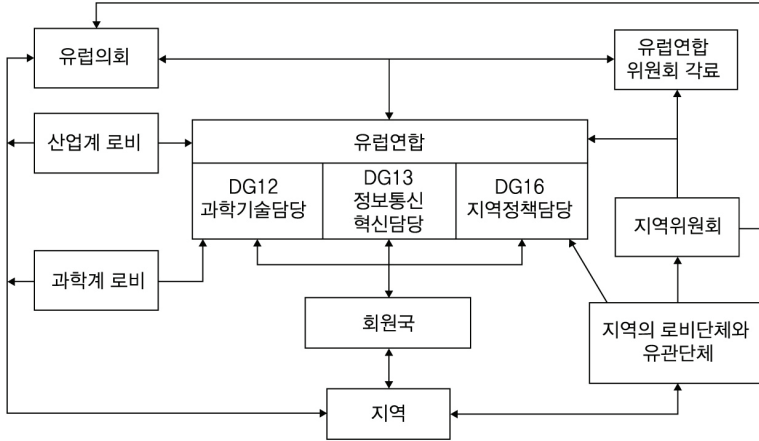 유럽의회
유럽연합
위원회 각료
산업계 로비
유럽연합
DG12
과학기술담당
DG13
정보통신
혁신담당
DG16
지역정책담당
지역위원회
과학계 로비
회원국
지역의 로비단체와
유관단체
지역